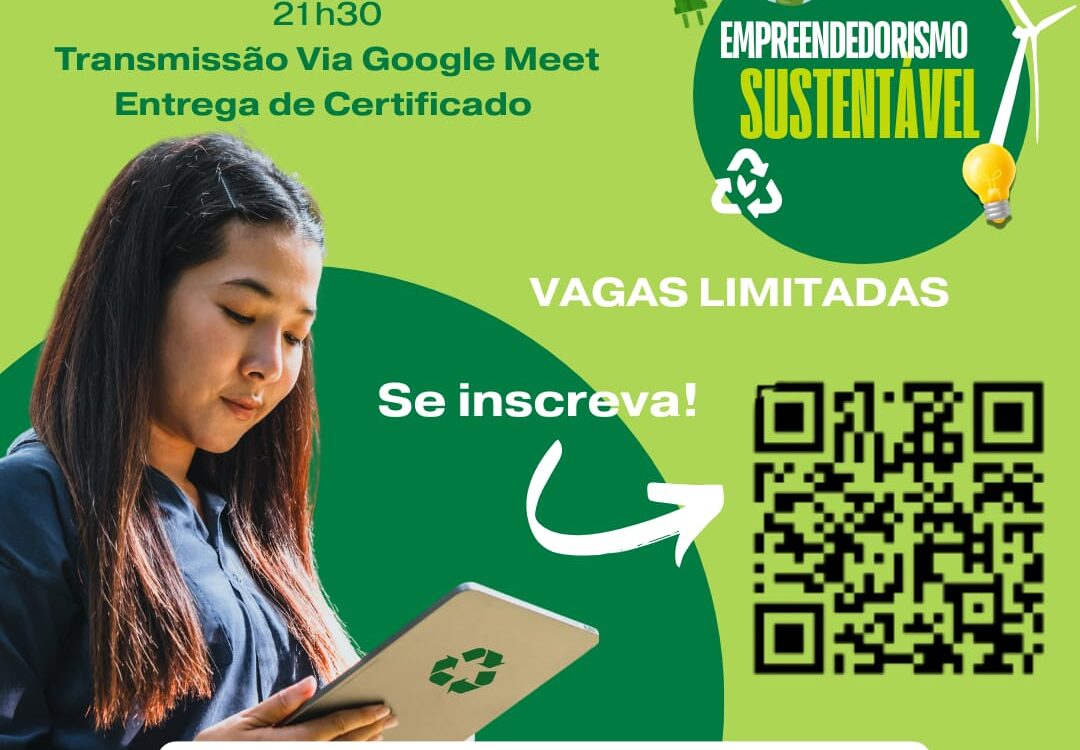 21h30
Transmissão Via Google Meet
Entrega de Certificado
EMPREENDEDORISMO
SUSTENTÁVEL
VAGAS LIMITADAS
Se inscreva!